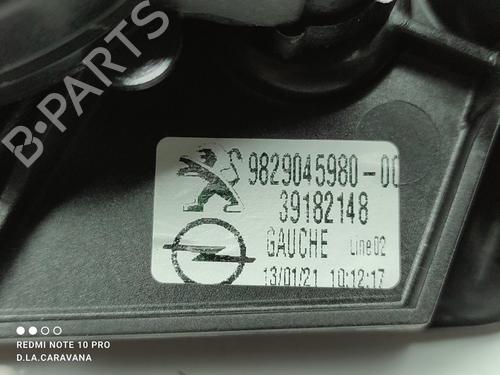 B-PARTS
9829045980-00
39182148
GAUCHE Line02
13/01/21 10:12:17
REDMI NOTE 10 PRO
D.LA.CARAVANA